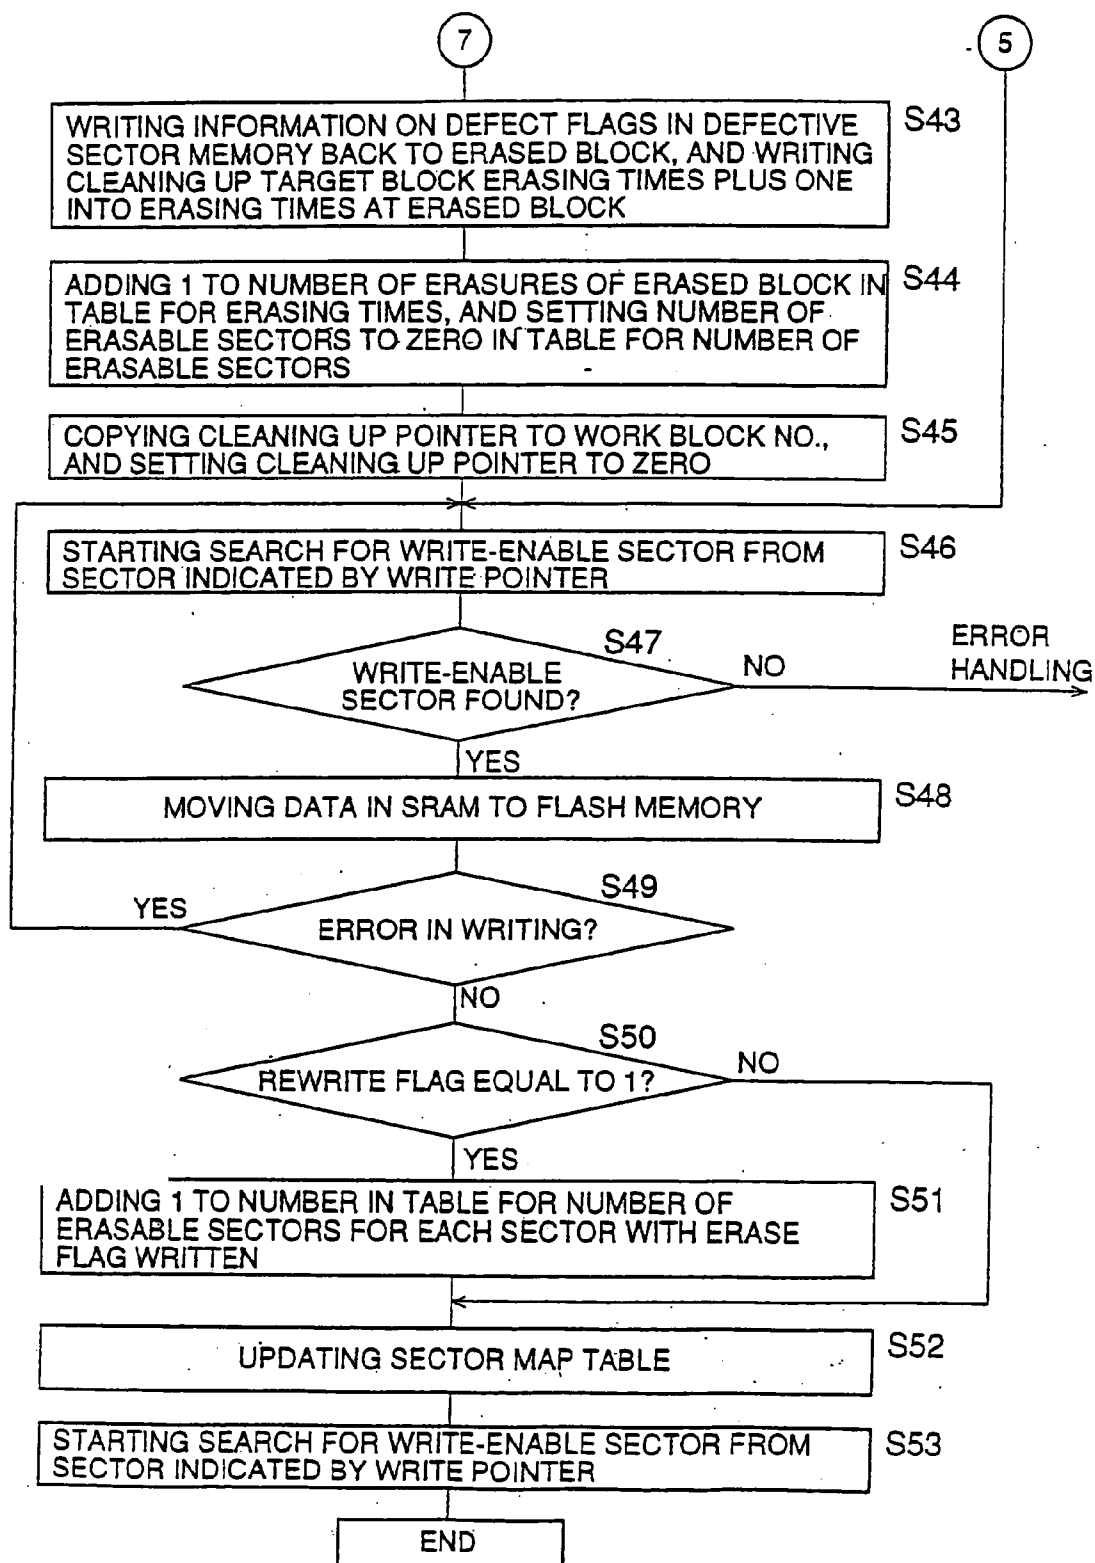 7
5
WRITING INFORMATION ON DEFECT FLAGS IN DEFECTIVE
SECTOR MEMORY BACK TO ERASED BLOCK, AND WRITING
CLEANING UP TARGET BLOCK ERASING TIMES PLUS ONE
INTO ERASING TIMES AT ERASED BLOCK
S43
ADDING 1 TO NUMBER OF ERASURES OF ERASED BLOCK IN
TABLE FOR ERASING TIMES, AND SETTING NUMBER OF
ERASABLE SECTORS TO ZERO IN TABLE FOR NUMBER OF
ERASABLE SECTORS
S44
COPYING CLEANING UP POINTER TO WORK BLOCK NO.,
AND SETTING CLEANING UP POINTER TO ZERO
S45
STARTING SEARCH FOR WRITE-ENABLE SECTOR FROM
SECTOR INDICATED BY WRITE POINTER
S46
S47
WRITE-ENABLE
SECTOR FOUND?
NO
ERROR
HANDLING
YES
MOVING DATA IN SRAM TO FLASH MEMORY
S48
S49
YES
ERROR IN WRITING?
NO
S50
REWRITE FLAG EQUAL TO 1?
NO
YES
ADDING 1 TO NUMBER IN TABLE FOR NUMBER OF
ERASABLE SECTORS FOR EACH SECTOR WITH ERASE
FLAG WRITTEN
S51
UPDATING SECTOR MAP TABLE
S52
STARTING SEARCH FOR WRITE-ENABLE SECTOR FROM
SECTOR INDICATED BY WRITE POINTER
S53
END